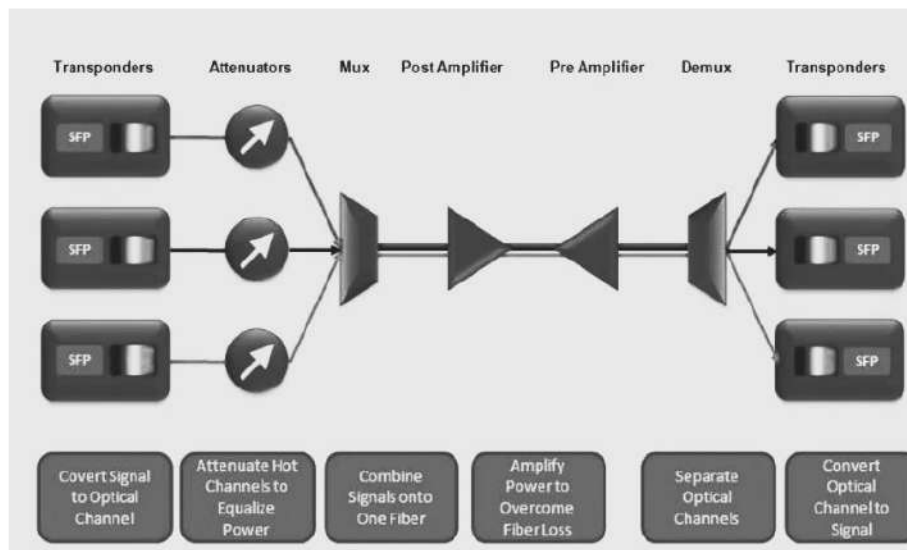 Transponders Attenuators Mux Post Amplifier Pre Amplifier Demux Transponders
SFP SFP
SFP SFP
SFP SFP
Covert Signal
to Optical
Channel
Attenuate Hot
Channels to
Equalize
Power
Combine
Signals onto
One Fiber
Amplify
Power to
Overcome
Fiber Loss
Separate
Optical
Channels
Convert
Optical
Channel to
Signal